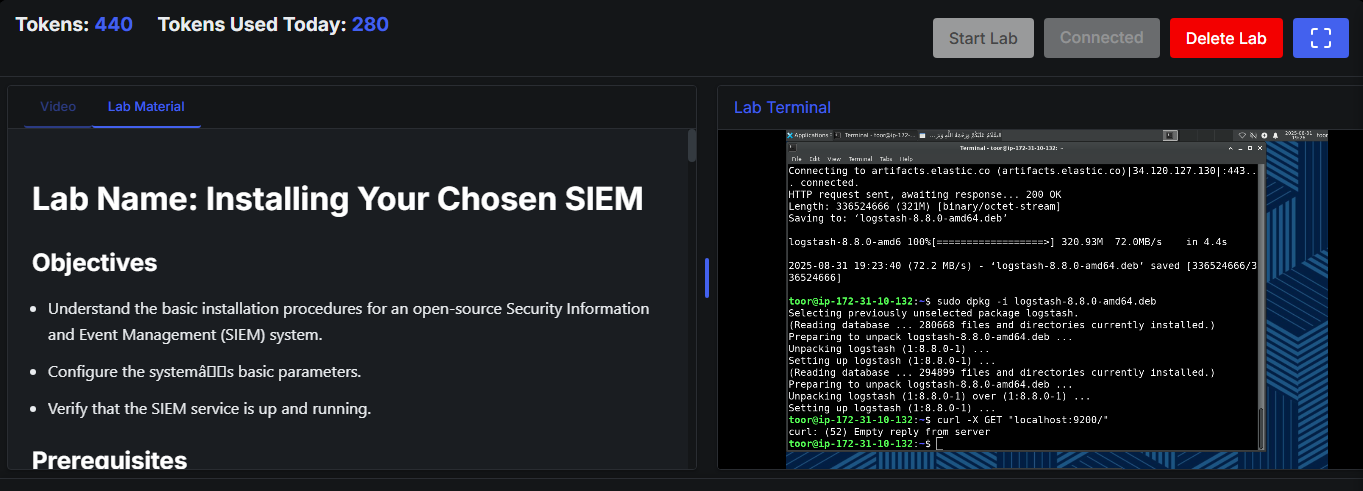 Tokens: 440 Tokens Used Today: 280
Start Lab
Connected
Delete Lab
Video
Lab Material
Lab Name: Installing Your Chosen SIEM
Objectives
Understand the basic installation procedures for an open-source Security Information
and Event Management (SIEM) system.
Configure the systemâ€™s basic parameters.
Verify that the SIEM service is up and running.
Prerequisites
Lab Terminal
Applications
Terminal - toor@ip-172-...
2025-08-31
toor
Terminal - toor@ip-172-31-10-132: ~
File Edit View Terminal Tabs Help
Connecting to artifacts.elastic.co (artifacts.elastic.co)|34.120.127.130|:443..
. connected.
HTTP request sent, awaiting response... 200 OK
Length: 336524666 (321M) [binary/octet-stream]
Saving to: ‘logstash-8.8.0-amd64.deb’
logstash-8.8.0-amd6 100%[===================>] 320.93M 72.0MB/s in 4.4s
2025-08-31 19:23:40 (72.2 MB/s) - ‘logstash-8.8.0-amd64.deb’ saved [336524666/3
36524666]
toor@ip-172-31-10-132:~$ sudo dpkg -i logstash-8.8.0-amd64.deb
Selecting previously unselected package logstash.
(Reading database ... 280668 files and directories currently installed.)
Preparing to unpack logstash-8.8.0-amd64.deb ...
Unpacking logstash (1:8.8.0-1) ...
Setting up logstash (1:8.8.0-1) ...
(Reading database ... 294899 files and directories currently installed.)
Preparing to unpack logstash-8.8.0-amd64.deb ...
Unpacking logstash (1:8.8.0-1) over (1:8.8.0-1) ...
Setting up logstash (1:8.8.0-1) ...
toor@ip-172-31-10-132:~$ curl -X GET "localhost:9200/"
curl: (52) Empty reply from server
toor@ip-172-31-10-132:~$